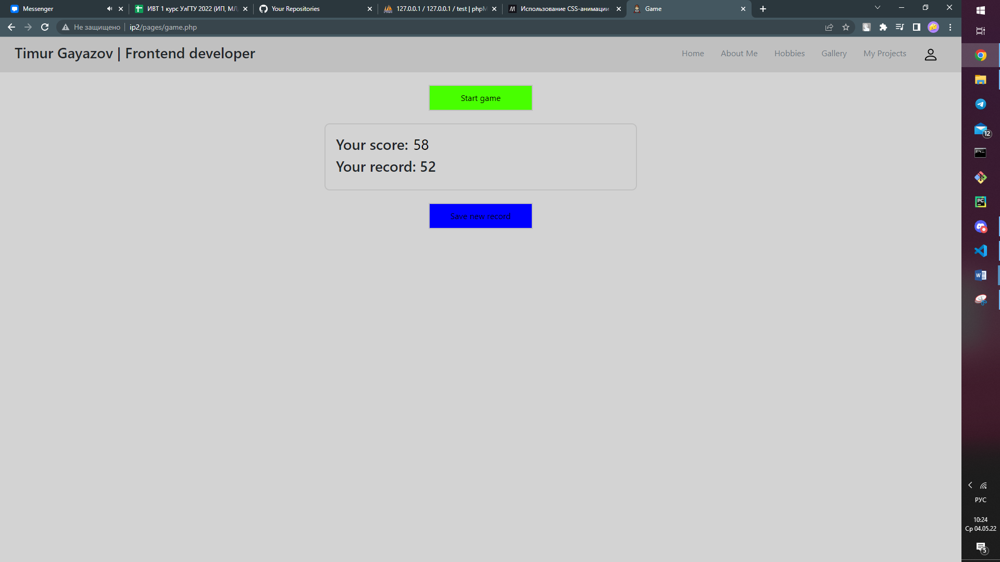 Messenger
ИВТ 1 курс УлГТУ 2022 (ИП, МЛ,
Your Repositories
127.0.0.1 / 127.0.0.1 / test | phpM
Использование CSS-анимации
Game
Не защищено
ip2/pages/game.php
Timur Gayazov | Frontend developer
Home
About Me
Hobbies
Gallery
My Projects
Start game
Your score: 58
Your record: 52
Save new record
12
PC
W
РУС
10:24
Ср 04.05.22
5